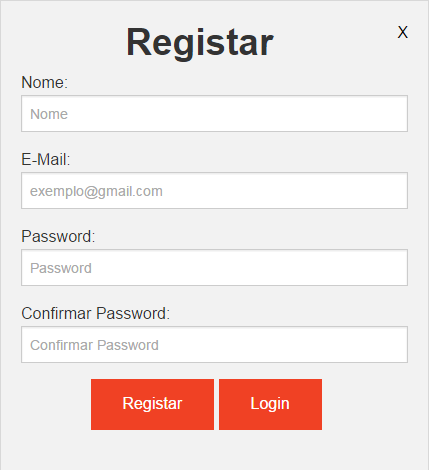 Registar
X
Nome:
Nome
E-Mail:
exemplo@gmail.com
Password:
Password
Confirmar Password:
Confirmar Password
Registar Login